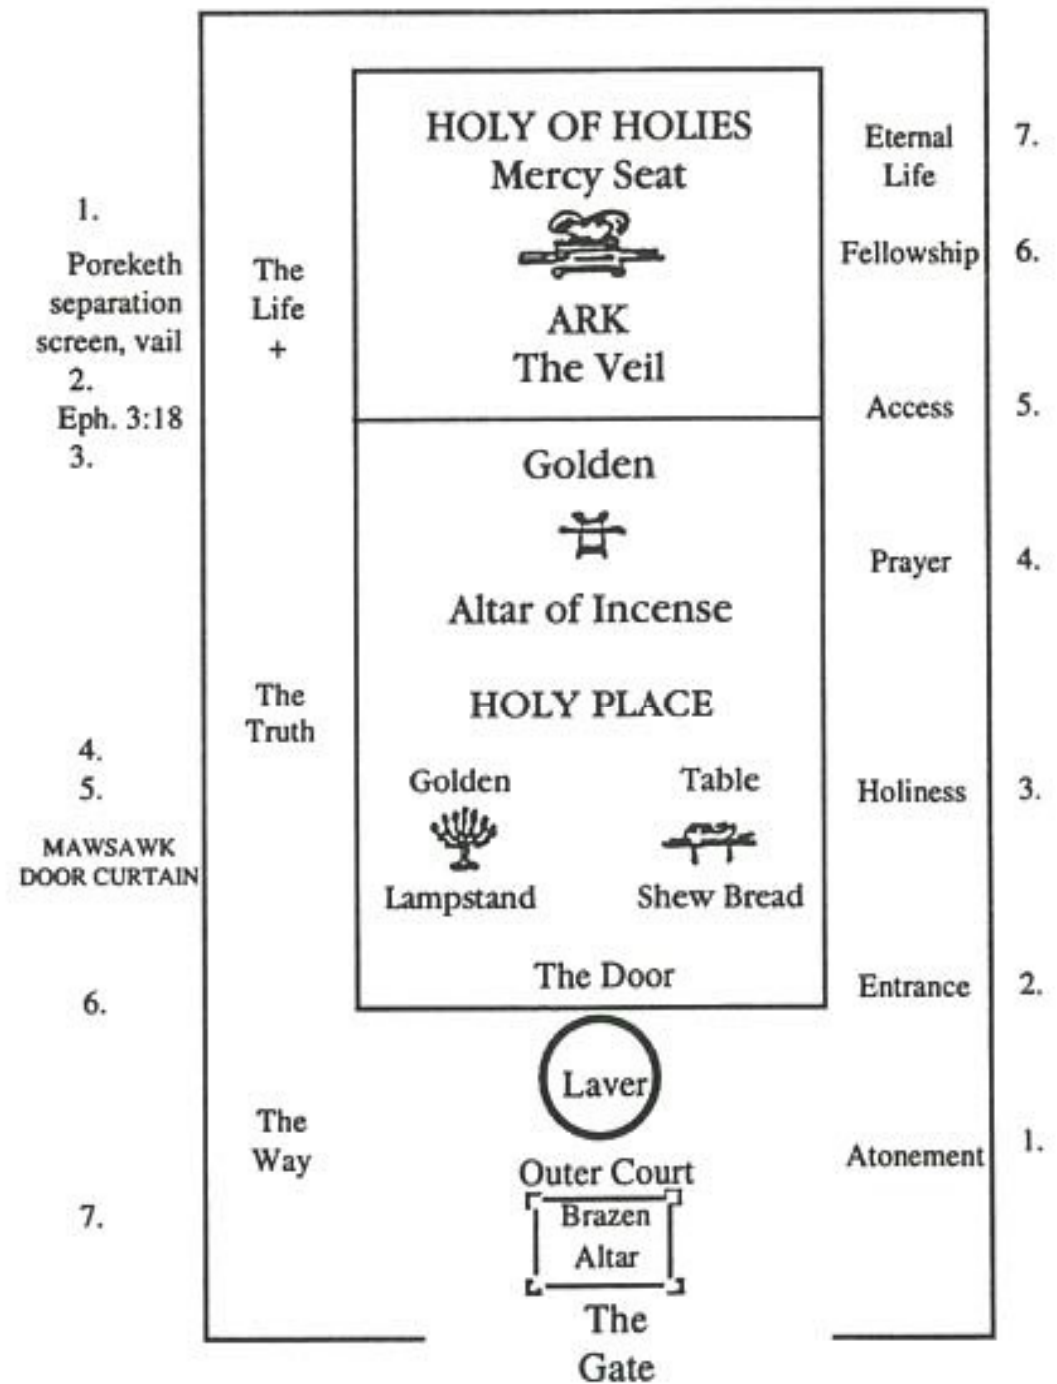 HOLY OF HOLIES
Mercy Seat
ARK
The Veil
Golden
Altar of Incense
HOLY PLACE
Golden
Lampstand
Table
Shew Bread
The Door
Laver
Outer Court
Brazen
Altar
The
Gate
1.
Poreketh
separation
screen, vail
2.
Eph. 3:18
3.
4.
5.
MAWSAWK
DOOR CURTAIN
6.
7.
The
Life
+
The
Truth
The
Way
Eternal
Life
7.
Fellowship 6.
Access 5.
Prayer 4.
Holiness 3.
Entrance 2.
Atonement 1.